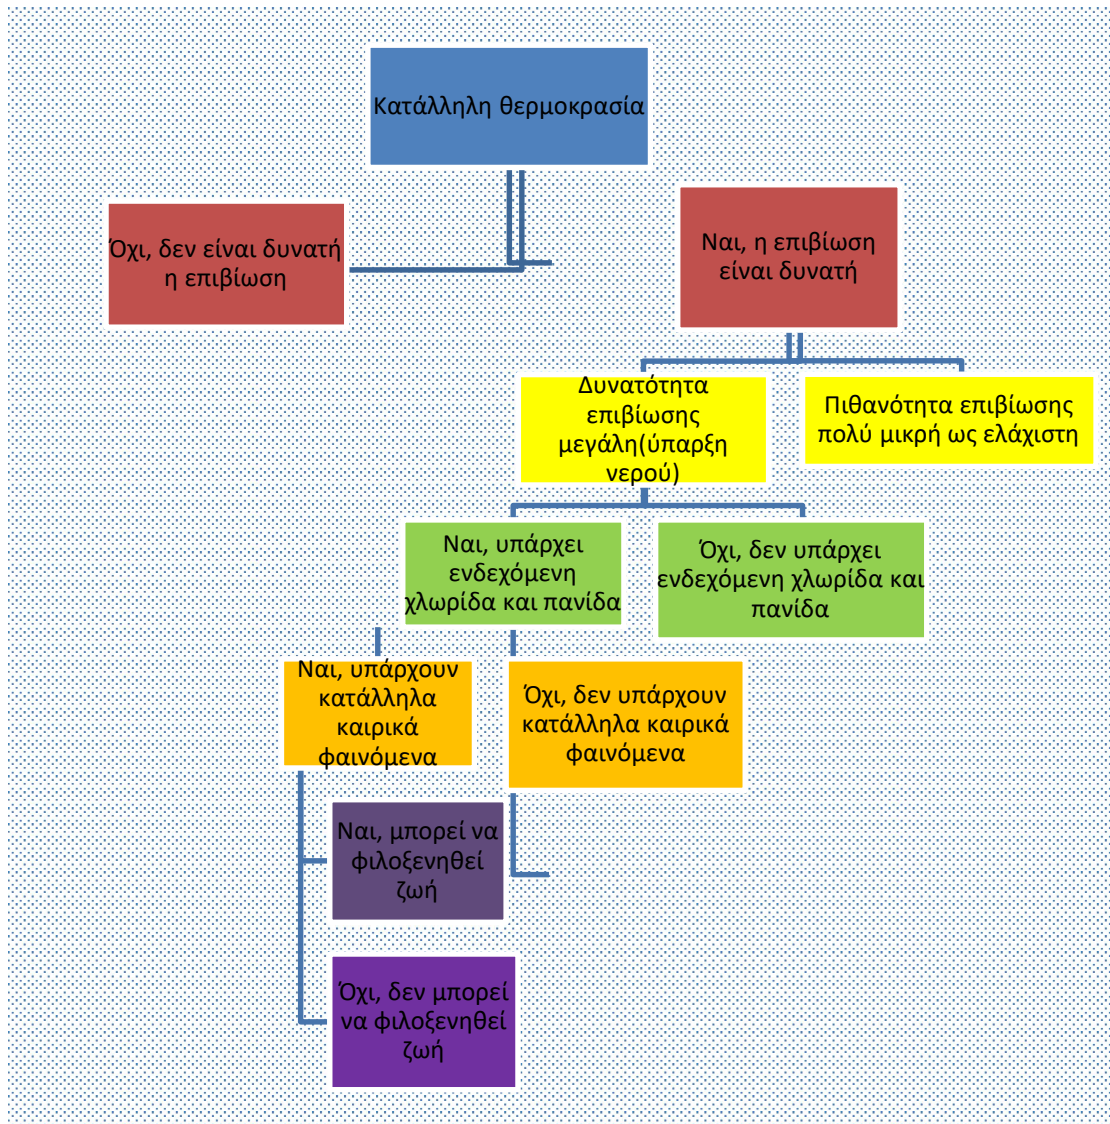 Κατάλληλη θερμοκρασία
Όχι, δεν είναι δυνατή
η επιβίωση
Ναι, η επιβίωση
είναι δυνατή
Δυνατότητα
επιβίωσης
μεγάλη(ύπαρξη
νερού)
Πιθανότητα επιβίωσης
πολύ μικρή ως ελάχιστη
Ναι, υπάρχει
ενδεχόμενη
χλωρίδα και πανίδα
Όχι, δεν υπάρχει
ενδεχόμενη χλωρίδα και
πανίδα
Ναι, υπάρχουν
κατάλληλα
καιρικά
φαινόμενα
Όχι, δεν υπάρχουν
κατάλληλα καιρικά
φαινόμενα
Ναι, μπορεί να
φιλοξενηθεί
ζωή
Όχι, δεν μπορεί
να φιλοξενηθεί
ζωή